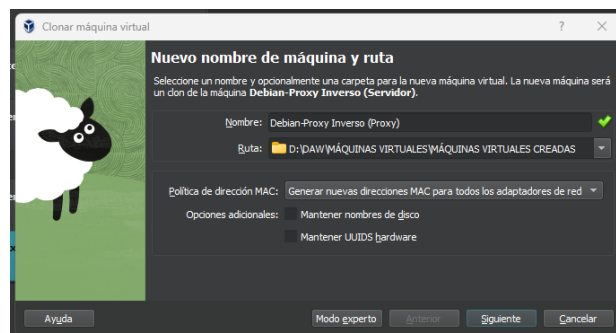 Clonar máquina virtual
Nuevo nombre de máquina y ruta
Seleccione un nombre y opcionalmente una carpeta para la nueva máquina virtual. La nueva máquina será
un clon de la máquina Debian-Proxy Inverso (Servidor).
Nombre: Debian-Proxy Inverso (Proxy)
Ruta: D:\DAW\MÁQUINAS VIRTUALES\MÁQUINAS VIRTUALES CREADAS
Política de dirección MAC: Generar nuevas direcciones MAC para todos los adaptadores de red
Opciones adicionales: Mantener nombres de disco
Mantener UUIDS hardware
Ayuda Modo experto Anterior Siguiente Cancelar